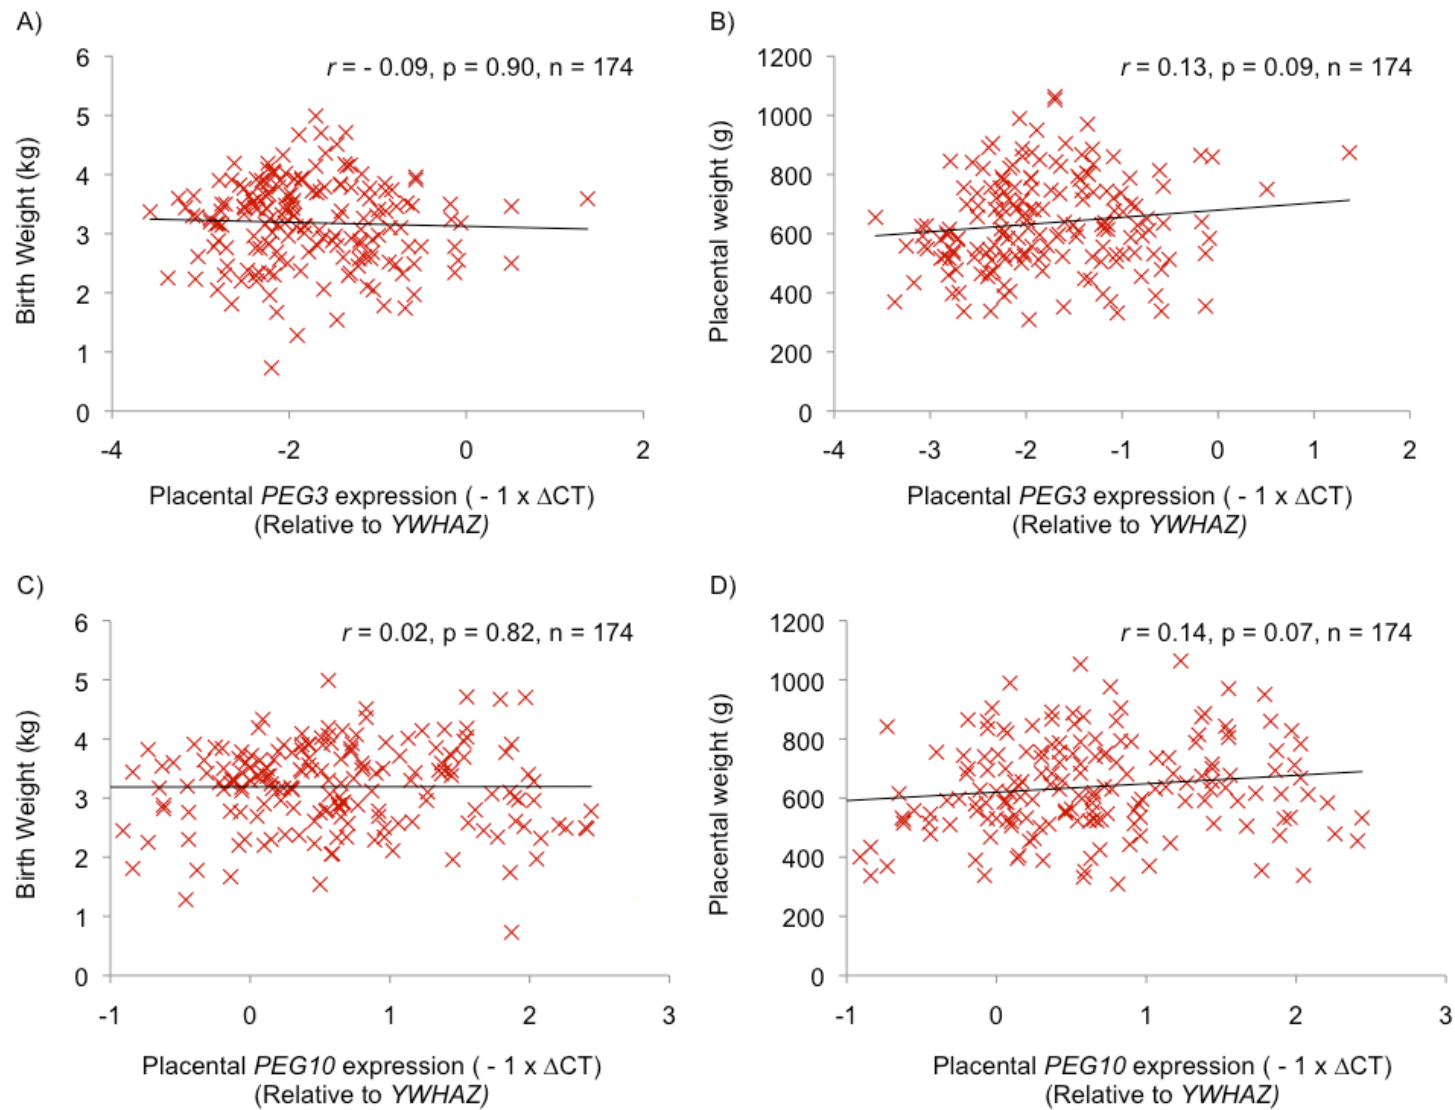 A)
r = - 0.09, p = 0.90, n = 174
6
5
4
3
2
1
0
-4
-2
0
2
Birth Weight (kg)
Placental PEG3 expression ( - 1 x ΔCT)
(Relative to YWHAZ)
B)
r = 0.13, p = 0.09, n = 174
1200
1000
800
600
400
200
0
-4
-3
-2
-1
0
1
2
Placental weight (g)
Placental PEG3 expression ( - 1 x ΔCT)
(Relative to YWHAZ)
C)
r = 0.02, p = 0.82, n = 174
6
5
4
3
2
1
0
-1
0
1
2
3
Birth Weight (kg)
Placental PEG10 expression ( - 1 x ΔCT)
(Relative to YWHAZ)
D)
r = 0.14, p = 0.07, n = 174
1200
1000
800
600
400
200
0
-1
0
1
2
3
Placental weight (g)
Placental PEG10 expression ( - 1 x ΔCT)
(Relative to YWHAZ)